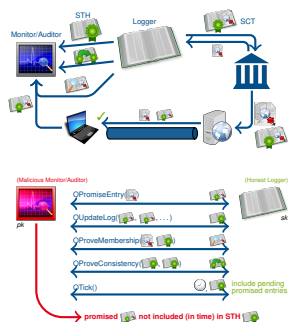 STH
Logger
SCT
Monitor/Auditor
(Malicious Monitor/Auditor)
(Honest Logger)
pk
sk
OPromiseEntry( )
OUpdateLog( , , . . . )
OProveMembership( , )
OProveConsistency( , )
OTick()
include pending
promised entries
promised not included (in time) in STH